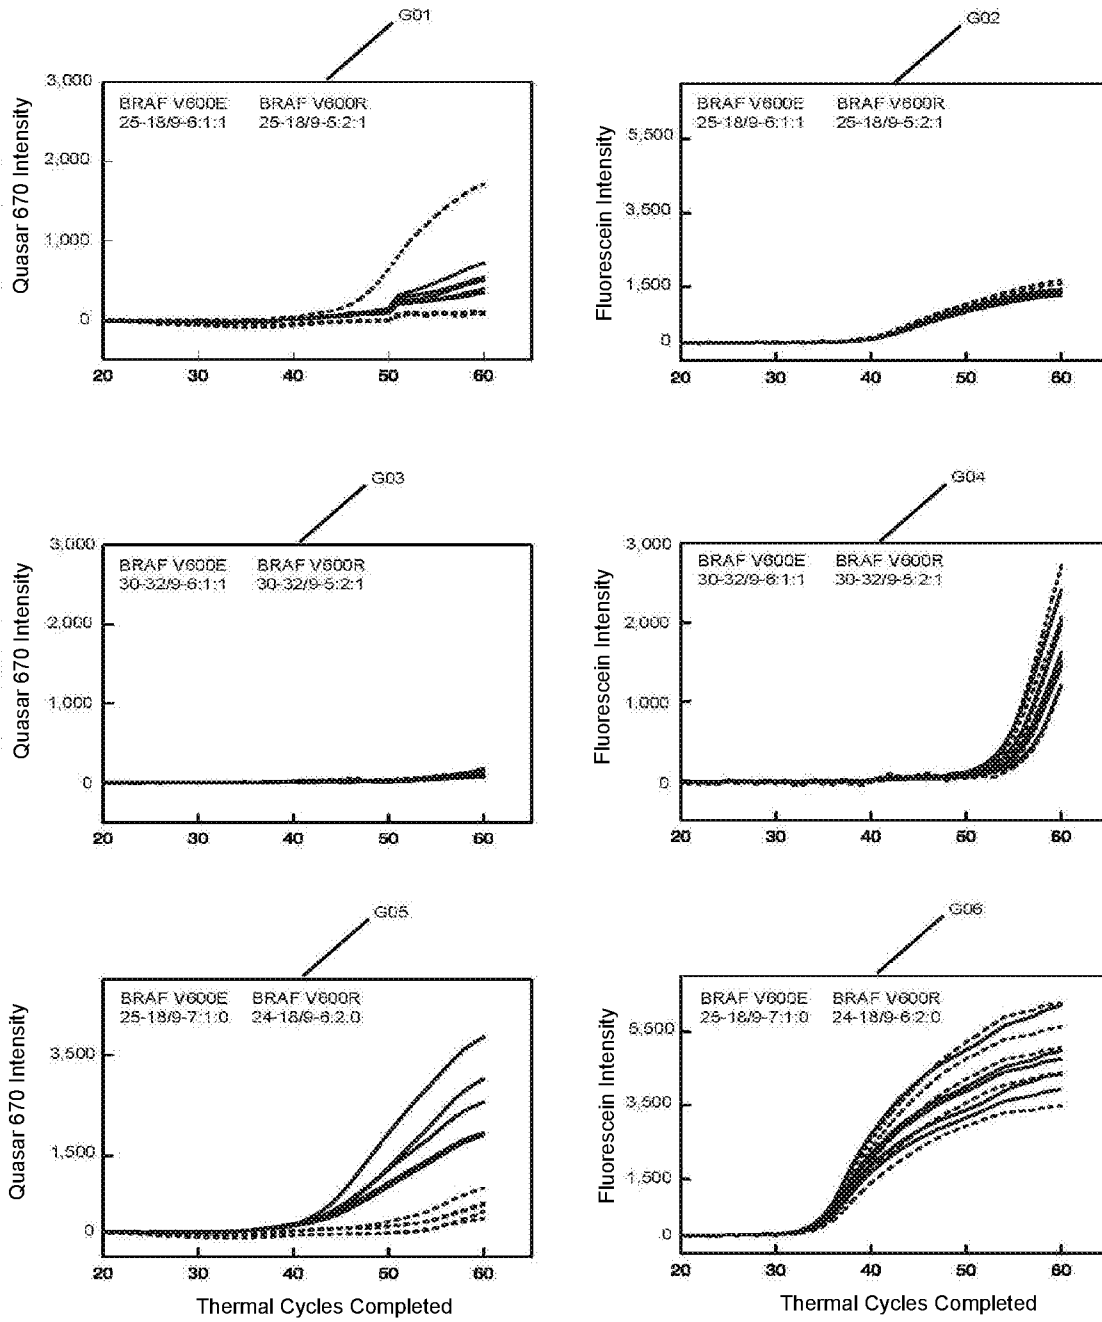 G01
G02
3,000
2,000
1,000
0
Quasar 670 Intensity
BRAF V600E BRAF V600R
25-18/9-6:1:1 25-18/9-5:2:1
20 30 40 50 60
5,500
3,500
1,500
0
Fluorescein Intensity
BRAF V600E BRAF V600R
25-18/9-6:1:1 25-18/9-5:2:1
20 30 40 50 60
G03
G04
3,000
2,000
1,000
0
Quasar 670 Intensity
BRAF V600E BRAF V600R
30-32/9-6:1:1 30-32/9-5:2:1
20 30 40 50 60
3,000
2,000
1,000
0
Fluorescein Intensity
BRAF V600E BRAF V600R
30-32/9-6:1:1 30-32/9-5:2:1
20 30 40 50 60
G05
G06
3,500
1,500
0
Quasar 670 Intensity
BRAF V600E BRAF V600R
25-18/9-7:1:0 24-18/9-6:2:0
20 30 40 50 60
Thermal Cycles Completed
5,500
3,500
1,500
0
Fluorescein Intensity
BRAF V600E BRAF V600R
25-18/9-7:1:0 24-18/9-6:2:0
20 30 40 50 60
Thermal Cycles Completed